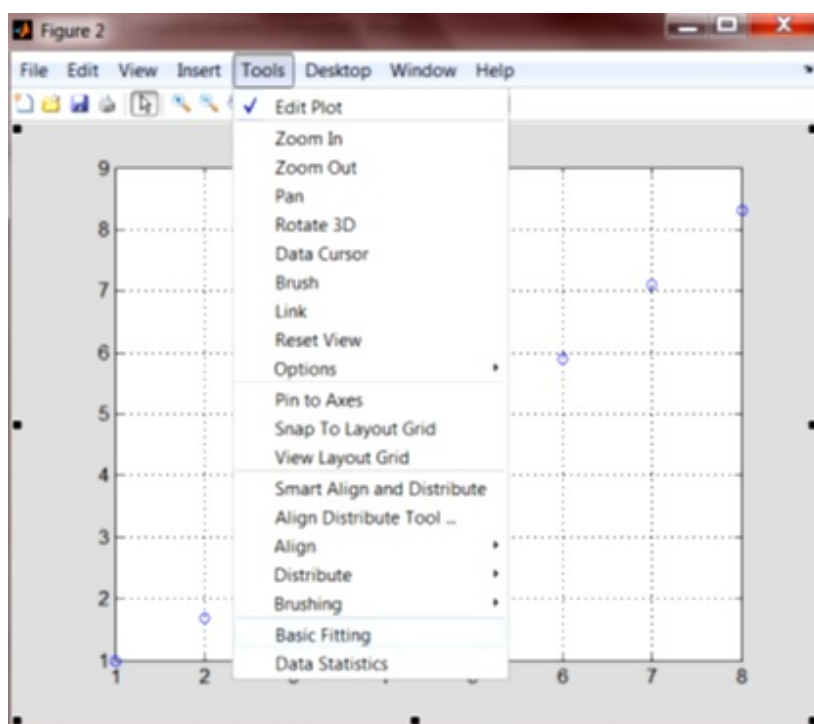 Figure 2
File Edit View Insert Tools Desktop Window Help
Edit Plot
Zoom In
Zoom Out
Pan
Rotate 3D
Data Cursor
Brush
Link
Reset View
Options
Pin to Axes
Snap To Layout Grid
View Layout Grid
Smart Align and Distribute
Align Distribute Tool ...
Align
Distribute
Brushing
Basic Fitting
Data Statistics
9
8
7
6
5
4
3
2
1
1 2 6 7 8